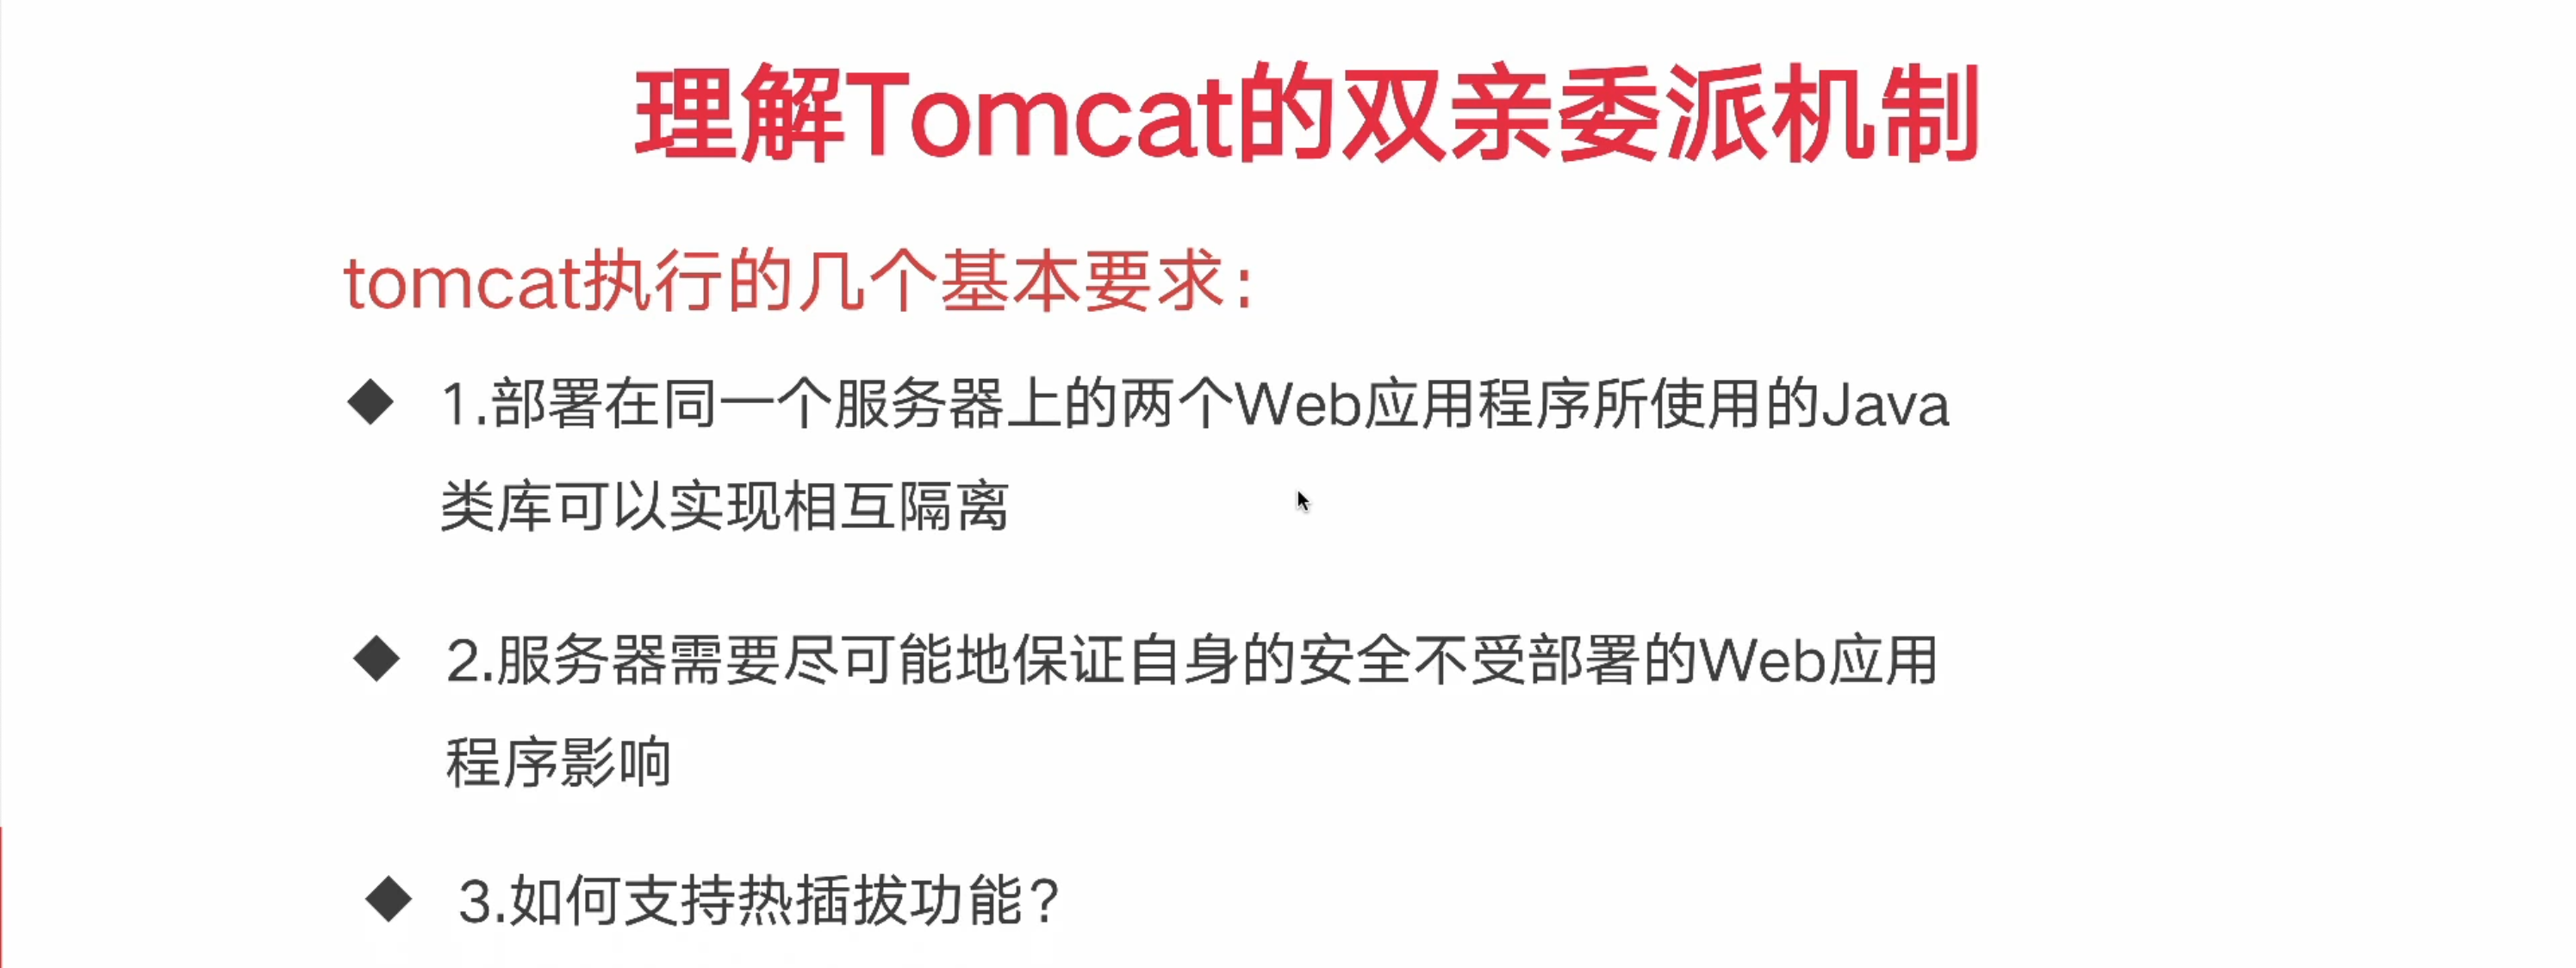 理解Tomcat的双亲委派机制
tomcat执行的几个基本要求：
◆ 1.部署在同一个服务器上的两个Web应用程序所使用的Java
类库可以实现相互隔离
◆ 2.服务器需要尽可能地保证自身的安全不受部署的Web应用
程序影响
◆ 3.如何支持热插拔功能？